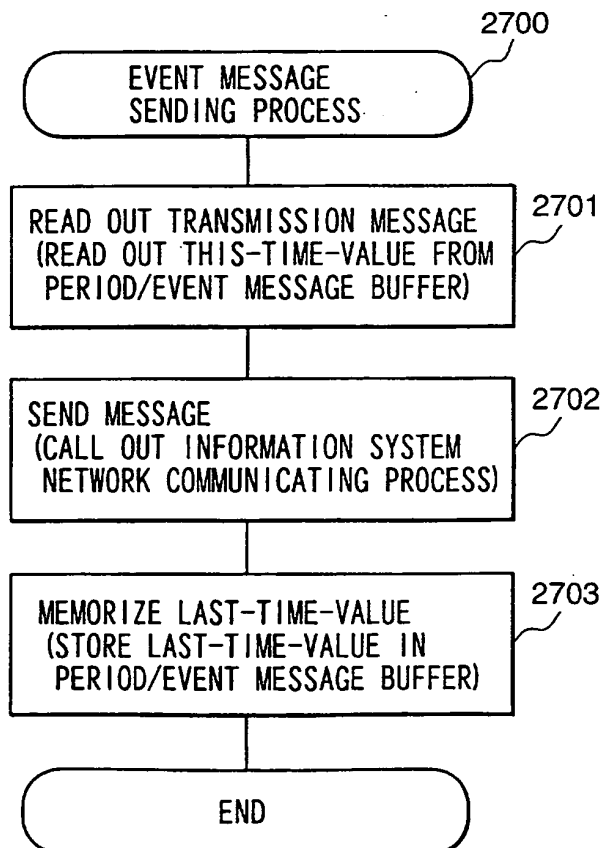 2700
EVENT MESSAGE
SENDING PROCESS
2701
READ OUT TRANSMISSION MESSAGE
(READ OUT THIS-TIME-VALUE FROM
PERIOD/EVENT MESSAGE BUFFER)
2702
SEND MESSAGE
(CALL OUT INFORMATION SYSTEM
NETWORK COMMUNICATING PROCESS)
2703
MEMORIZE LAST-TIME-VALUE
(STORE LAST-TIME-VALUE IN
PERIOD/EVENT MESSAGE BUFFER)
END